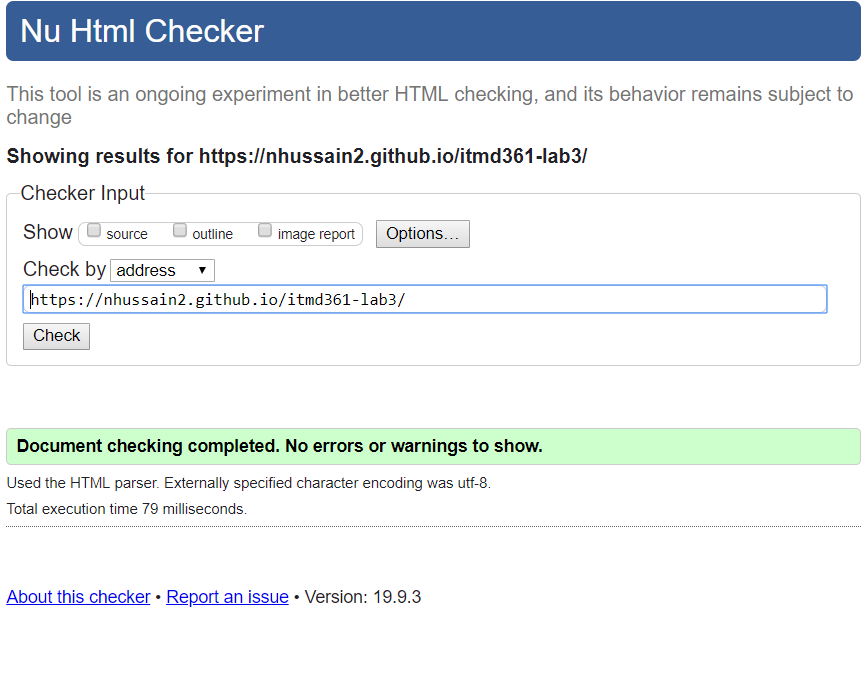 Nu Html Checker
This tool is an ongoing experiment in better HTML checking, and its behavior remains subject to
change
Showing results for https://nhussain2.github.io/itmd361-lab3/
Checker Input
Show source outline image report Options...
Check by address
https://nhussain2.github.io/itmd361-lab3/
Check
Document checking completed. No errors or warnings to show.
Used the HTML parser. Externally specified character encoding was utf-8.
Total execution time 79 milliseconds.
About this checker • Report an issue • Version: 19.9.3